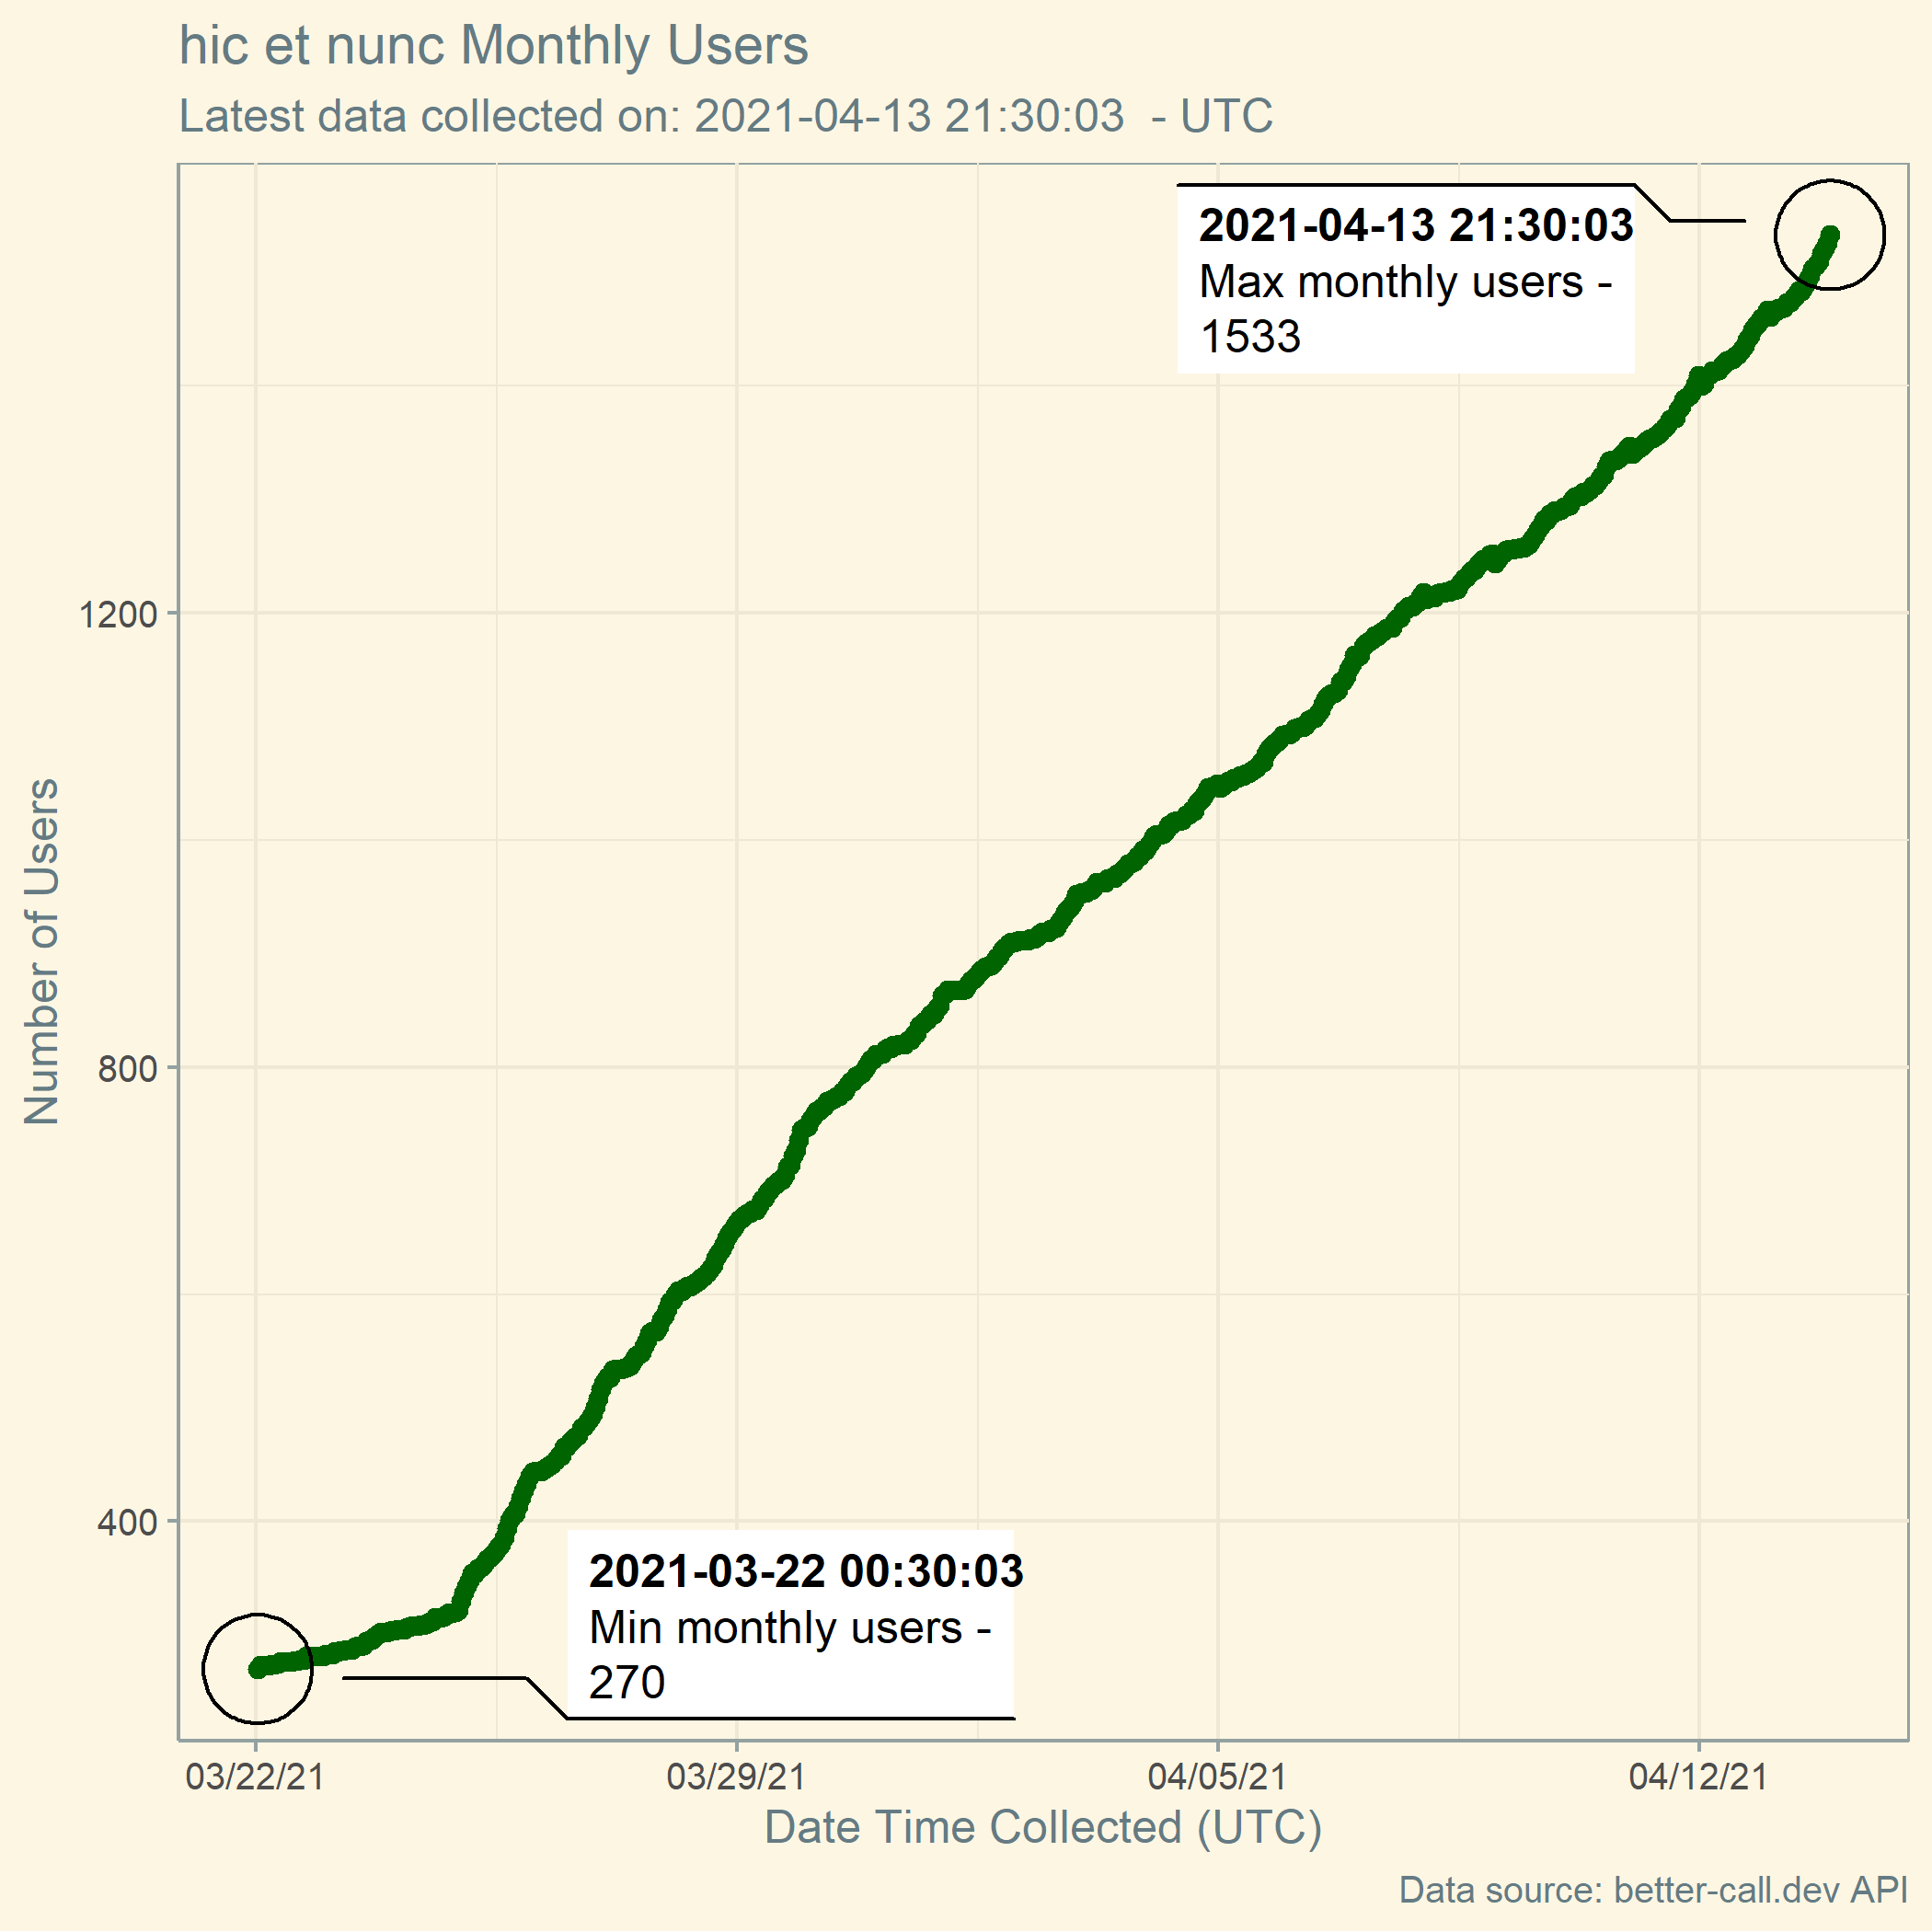 hic et nunc Monthly Users
Latest data collected on: 2021-04-13 21:30:03  - UTC
2021-04-13 21:30:03
Max monthly users -
1533
1200
800
400
Number of Users
2021-03-22 00:30:03
Min monthly users -
270
03/22/21
03/29/21
04/05/21
04/12/21
Date Time Collected (UTC)
Data source: better-call.dev API